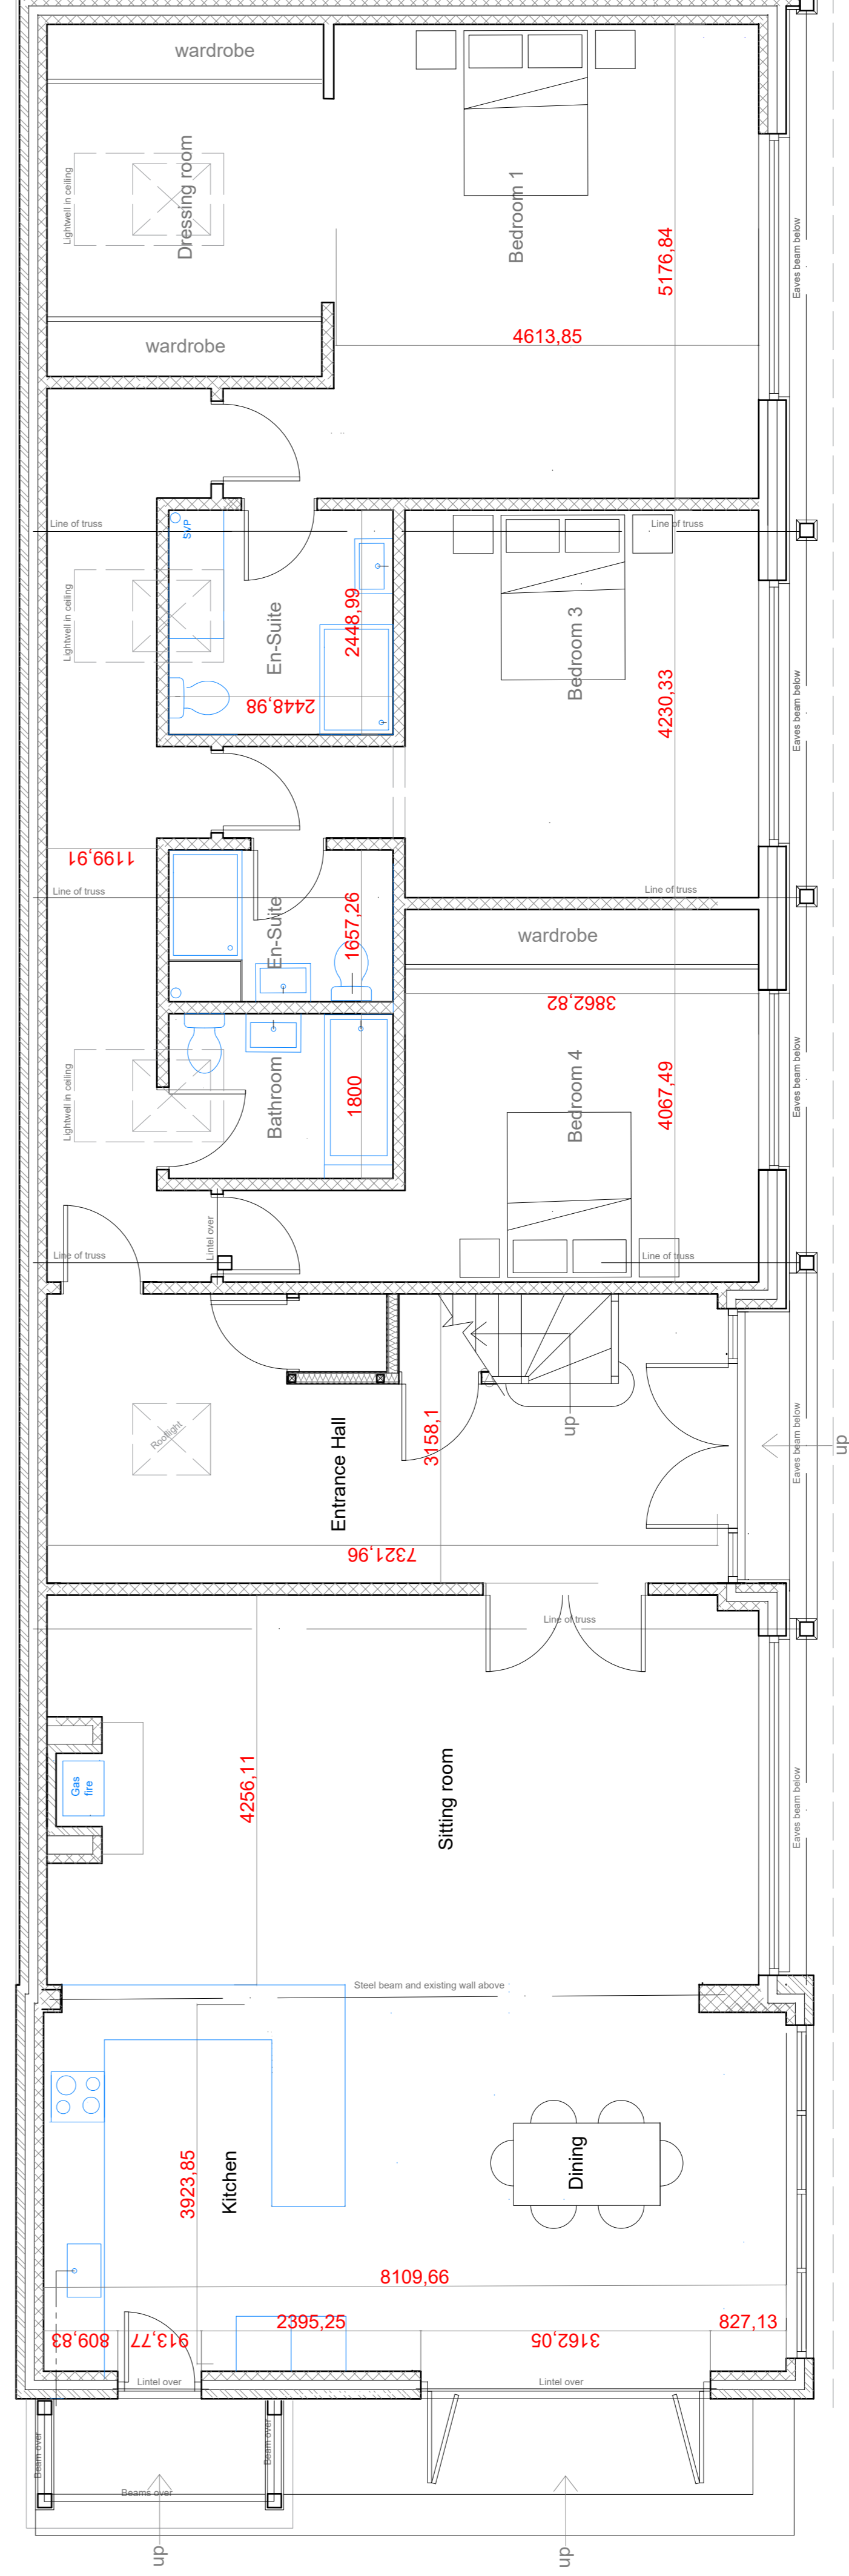 wardrobe
Dressing room
Lightwell in ceiling
Bedroom 1
5176,84
Eaves beam below
4613,85
wardrobe
Line of truss
SVP
Line of truss
Lightwell in ceiling
En-Suite
2448,99
2448,98
Bedroom 3
4230,33
Eaves beam below
1199,91
Line of truss
En-Suite
1657,26
Line of truss
wardrobe
3862,82
Lightwell in ceiling
Bathroom
1800
Bedroom 4
4067,49
Eaves beam below
Line of truss
Lintel over
Line of truss
Rooflight
Entrance Hall
3158,1
up
Eaves beam below
up
7321,96
Line of truss
Gas
fire
4256,11
Sitting room
Eaves beam below
Steel beam and existing wall above
3923,85
Kitchen
Dining
8109,66
809,83
913,77
2395,25
3162,05
827,13
Lintel over
Lintel over
Beam over
Beam over
Beams over
up
up